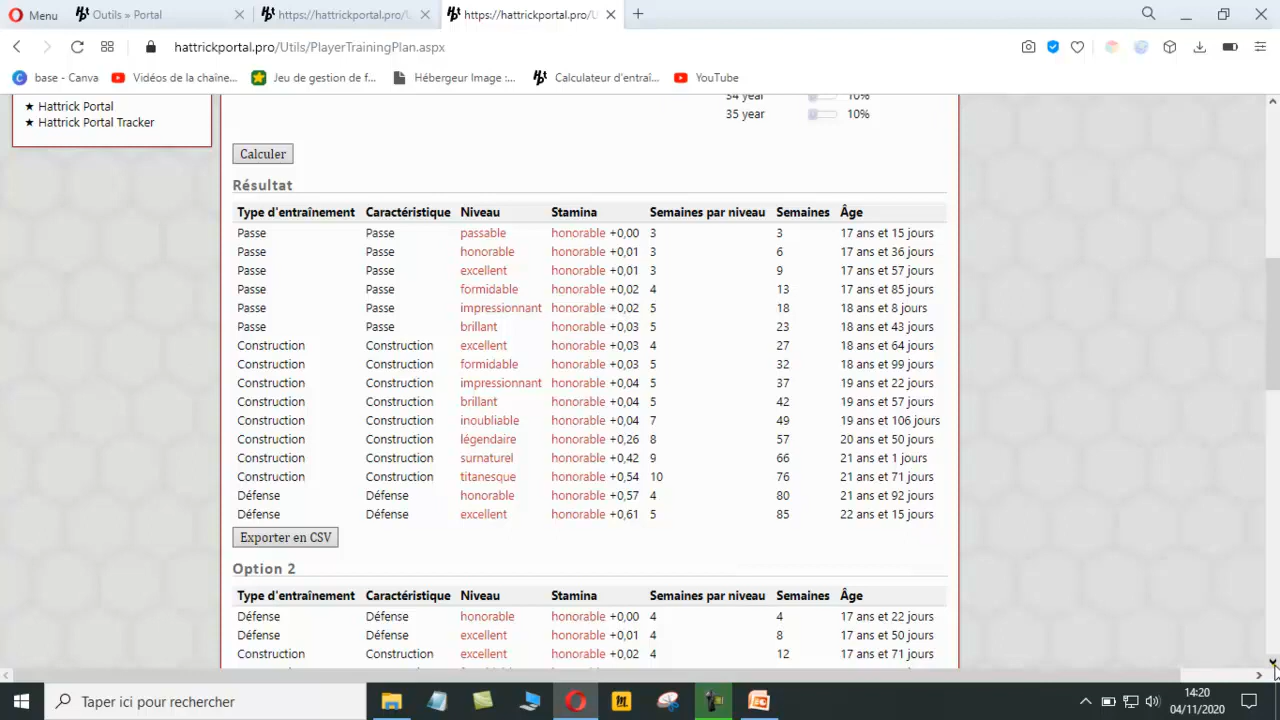 Menu
Outils » Portal
https://hattrickportal.pro/U
https://hattrickportal.pro/U
hattrickportal.pro/Utils/PlayerTrainingPlan.aspx
base - Canva
Vidéos de la chaine...
Jeu de gestion de f...
Hébergeur Image :...
Calculateur d'entraî...
YouTube
★ Hattrick Portal
★ Hattrick Portal Tracker
34 year 10%
35 year 10%
Calculer
Résultat
Type d'entraînement Caractéristique Niveau Stamina Semaines par niveau Semaines Âge
Passe Passe passable honorable +0,00 3 3 17 ans et 15 jours
Passe Passe honorable honorable +0,01 3 6 17 ans et 36 jours
Passe Passe excellent honorable +0,01 3 9 17 ans et 57 jours
Passe Passe formidable honorable +0,02 4 13 17 ans et 85 jours
Passe Passe impressionnant honorable +0,02 5 18 18 ans et 8 jours
Passe Passe brillant honorable +0,03 5 23 18 ans et 43 jours
Construction Construction excellent honorable +0,03 4 27 18 ans et 64 jours
Construction Construction formidable honorable +0,03 5 32 18 ans et 99 jours
Construction Construction impressionnant honorable +0,04 5 37 19 ans et 22 jours
Construction Construction brillant honorable +0,04 5 42 19 ans et 57 jours
Construction Construction inoubliable honorable +0,04 7 49 19 ans et 106 jours
Construction Construction légendaire honorable +0,26 8 57 20 ans et 50 jours
Construction Construction surnaturel honorable +0,42 9 66 21 ans et 1 jours
Construction Construction titanesque honorable +0,54 10 76 21 ans et 71 jours
Défense Défense honorable honorable +0,57 4 80 21 ans et 92 jours
Défense Défense excellent honorable +0,61 5 85 22 ans et 15 jours
Exporter en CSV
Option 2
Type d'entraînement Caractéristique Niveau Stamina Semaines par niveau Semaines Âge
Défense Défense honorable honorable +0,00 4 4 17 ans et 22 jours
Défense Défense excellent honorable +0,01 4 8 17 ans et 50 jours
Construction Construction excellent honorable +0,02 4 12 17 ans et 71 jours
Taper ici pour rechercher
14:20
04/11/2020